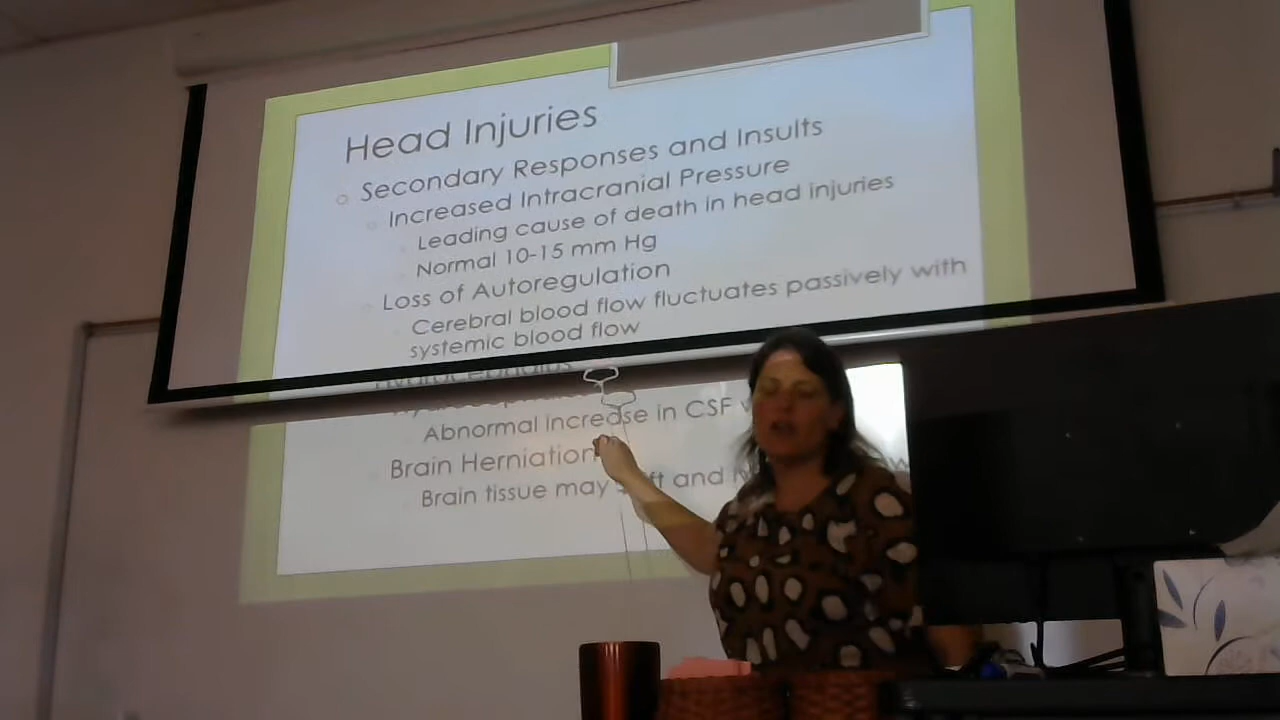 Head Injuries
Secondary Responses and Insults
Increased Intracranial Pressure
Leading cause of death in head injuries
Normal 10-15 mm Hg
Loss of Autoregulation
Cerebral blood flow fluctuates passively with
systemic blood flow
Abnormal increase in CSF
Brain Herniation
Brain tissue may and